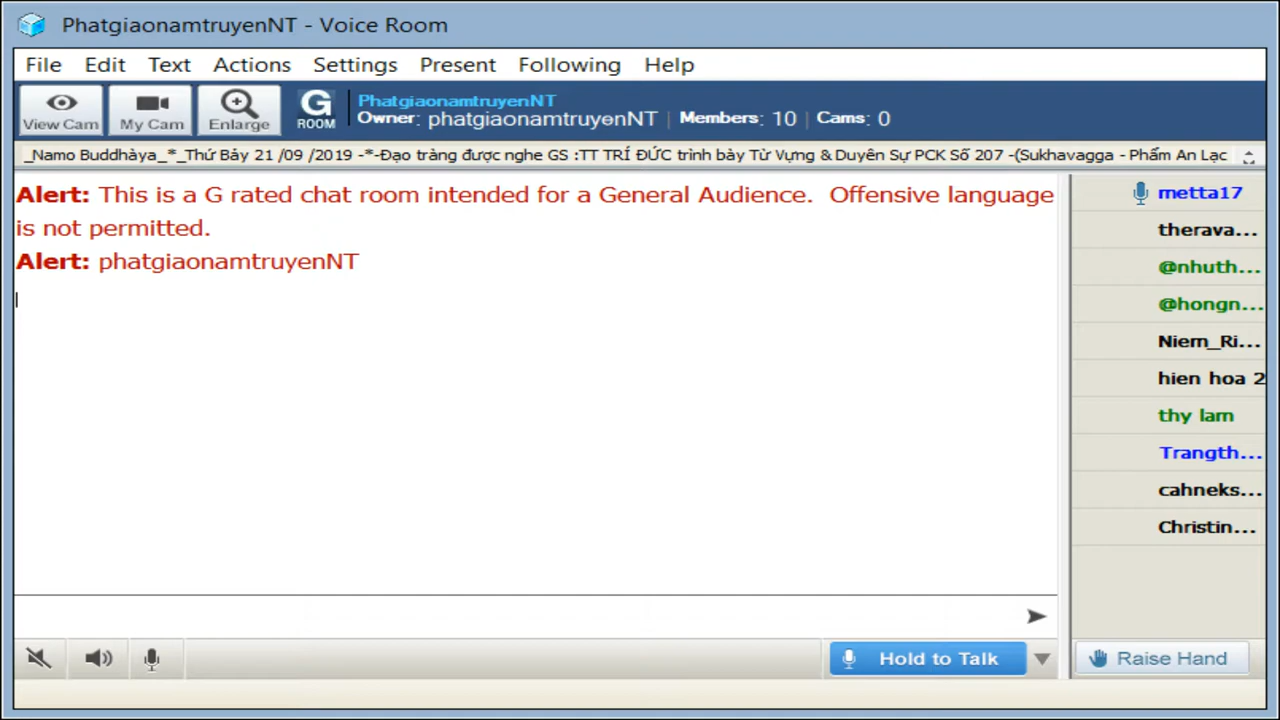 PhatgiaonamtruyenNT - Voice Room
File Edit Text Actions Settings Present Following Help
View Cam My Cam Enlarge G ROOM
PhatgiaonamtruyenNT
Owner: phatgiaonamtruyenNT | Members: 10 | Cams: 0
_Namo Buddhàya_*_Thứ Bảy 21 /09 /2019 -*-Đạo tràng được nghe GS :TT TRÍ ĐỨC trình bày Từ Vựng & Duyên Sự PCK Số 207 -(Sukhavagga - Phẩm An Lạc
Alert: This is a G rated chat room intended for a General Audience. Offensive language
is not permitted.
Alert: phatgiaonamtruyenNT
metta17
therava...
@nhuth...
@hongn...
Niem_Ri...
hien hoa 2
thy lam
Trangth...
cahneks...
Christin...
Hold to Talk
Raise Hand